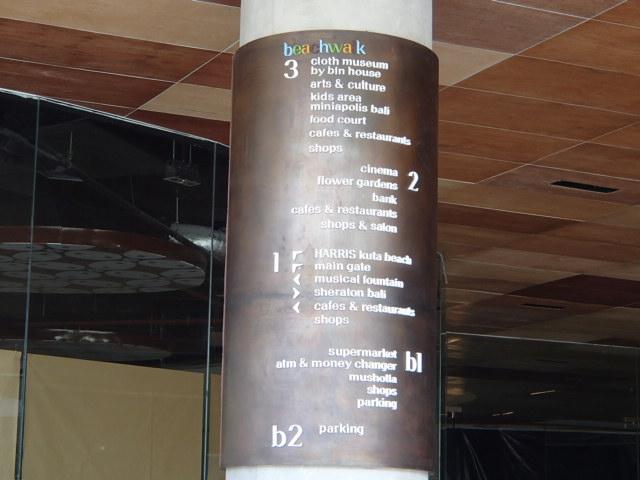 beachwalk
3 cloth museum
by bin house
arts & culture
kids area
miniapolis bali
food court
cafes & restaurants
shops
cinema
flower gardens 2
bank
cafes & restaurants
shops & salon
1 HARRIS kuta beach
main gate
musical fountain
sheraton bali
cafes & restaurants
shops
supermarket
atm & money changer b1
musholla
shops
parking
b2 parking